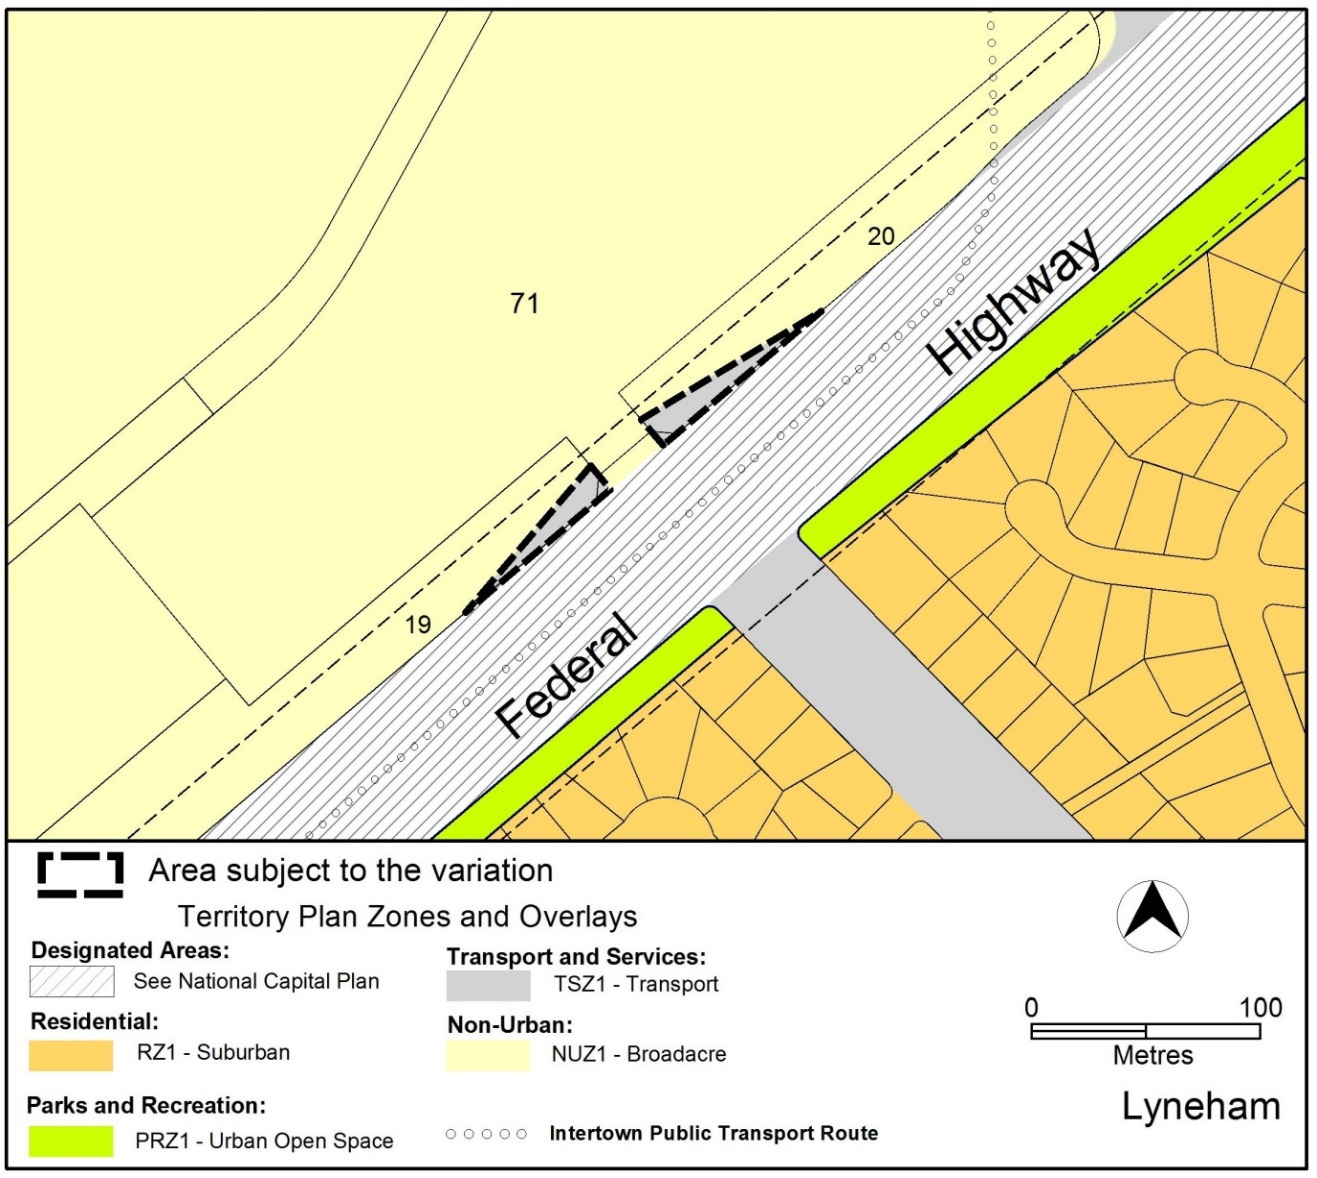 20
Highway
71
19
Federal
Area subject to the variation
Territory Plan Zones and Overlays
Designated Areas:
See National Capital Plan
Residential:
RZ1 - Suburban
Parks and Recreation:
PRZ1 - Urban Open Space
Transport and Services:
TSZ1 - Transport
Non-Urban:
NUZ1 - Broadacre
Intertown Public Transport Route
0 100
Metres
Lyneham